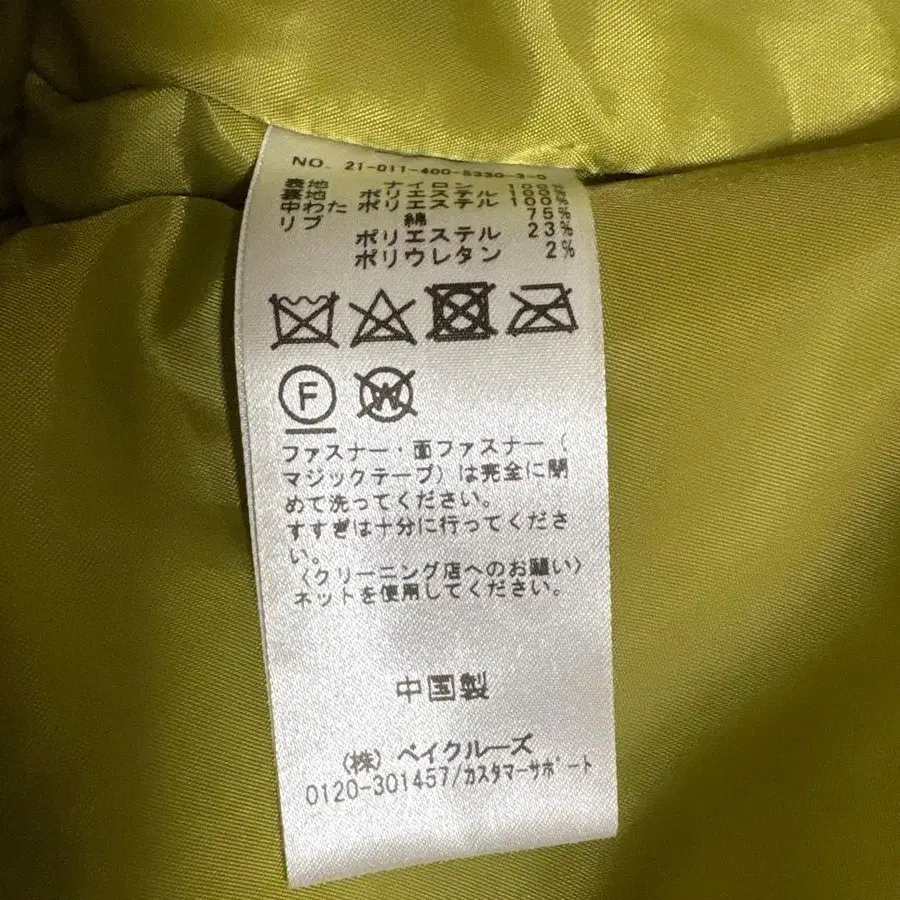 NO. 21-011-400-5330-3-0
表地 ナイロン 100%
裏地 ポリエステル 100%
中わた ポリエステル 100%
リブ 綿 75%
ポリエステル 23%
ポリウレタン 2%
F W
ファスナー・面ファスナー(
マジックテープ)は完全に閉
めて洗ってください。
すすぎは十分に行ってくださ
い。
〈クリーニング店へのお願い〉
ネットを使用してください。
中国製
(株)ベイクルーズ
0120-301457/カスタマーサポート